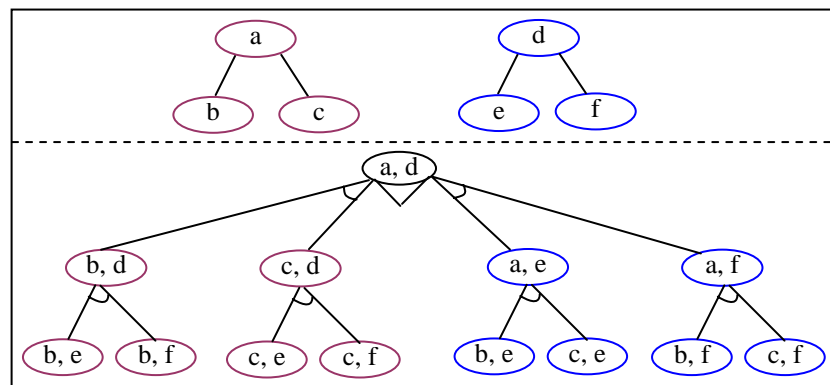 a d
b c e f
a, d
b, d c, d a, e a, f
b, e b, f c, e c, f b, e c, e b, f c, f